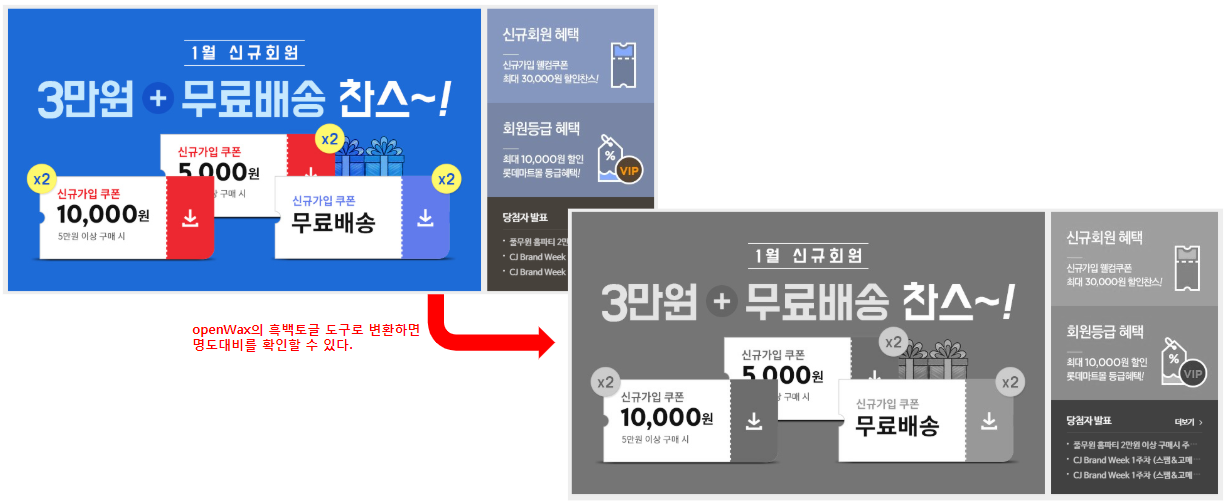 1월 신규회원
3만원 + 무료배송 찬스~!
x2
신규가입 쿠폰
5,000원
구매 시
x2
신규가입 쿠폰
10,000원
5만원 이상 구매 시
x2
신규가입 쿠폰
무료배송
신규회원 혜택
신규가입 웰컴쿠폰
최대 30,000원 할인찬스!
회원등급 혜택
최대 10,000원 할인
롯데마트몰 등급혜택!
%
VIP
당첨자 발표
· 풀무원 홈파티 2만
· CJ Brand Week
· CJ Brand Week
openWax의 흑백토글 도구로 변환하면
명도대비를 확인할 수 있다.
1월 신규회원
3만원 + 무료배송 찬스~!
x2
신규가입 쿠폰
5,000원
구매 시
x2
신규가입 쿠폰
10,000원
5만원 이상 구매 시
x2
신규가입 쿠폰
무료배송
신규회원 혜택
신규가입 웰컴쿠폰
최대 30,000원 할인찬스!
회원등급 혜택
최대 10,000원 할인
롯데마트몰 등급혜택!
%
VIP
당첨자 발표 더보기 >
· 풀무원 홈파티 2만원 이상 구매시 주···
· CJ Brand Week 1주차 (스팸&고메···
· CJ Brand Week 1주차 (스팸&고메···